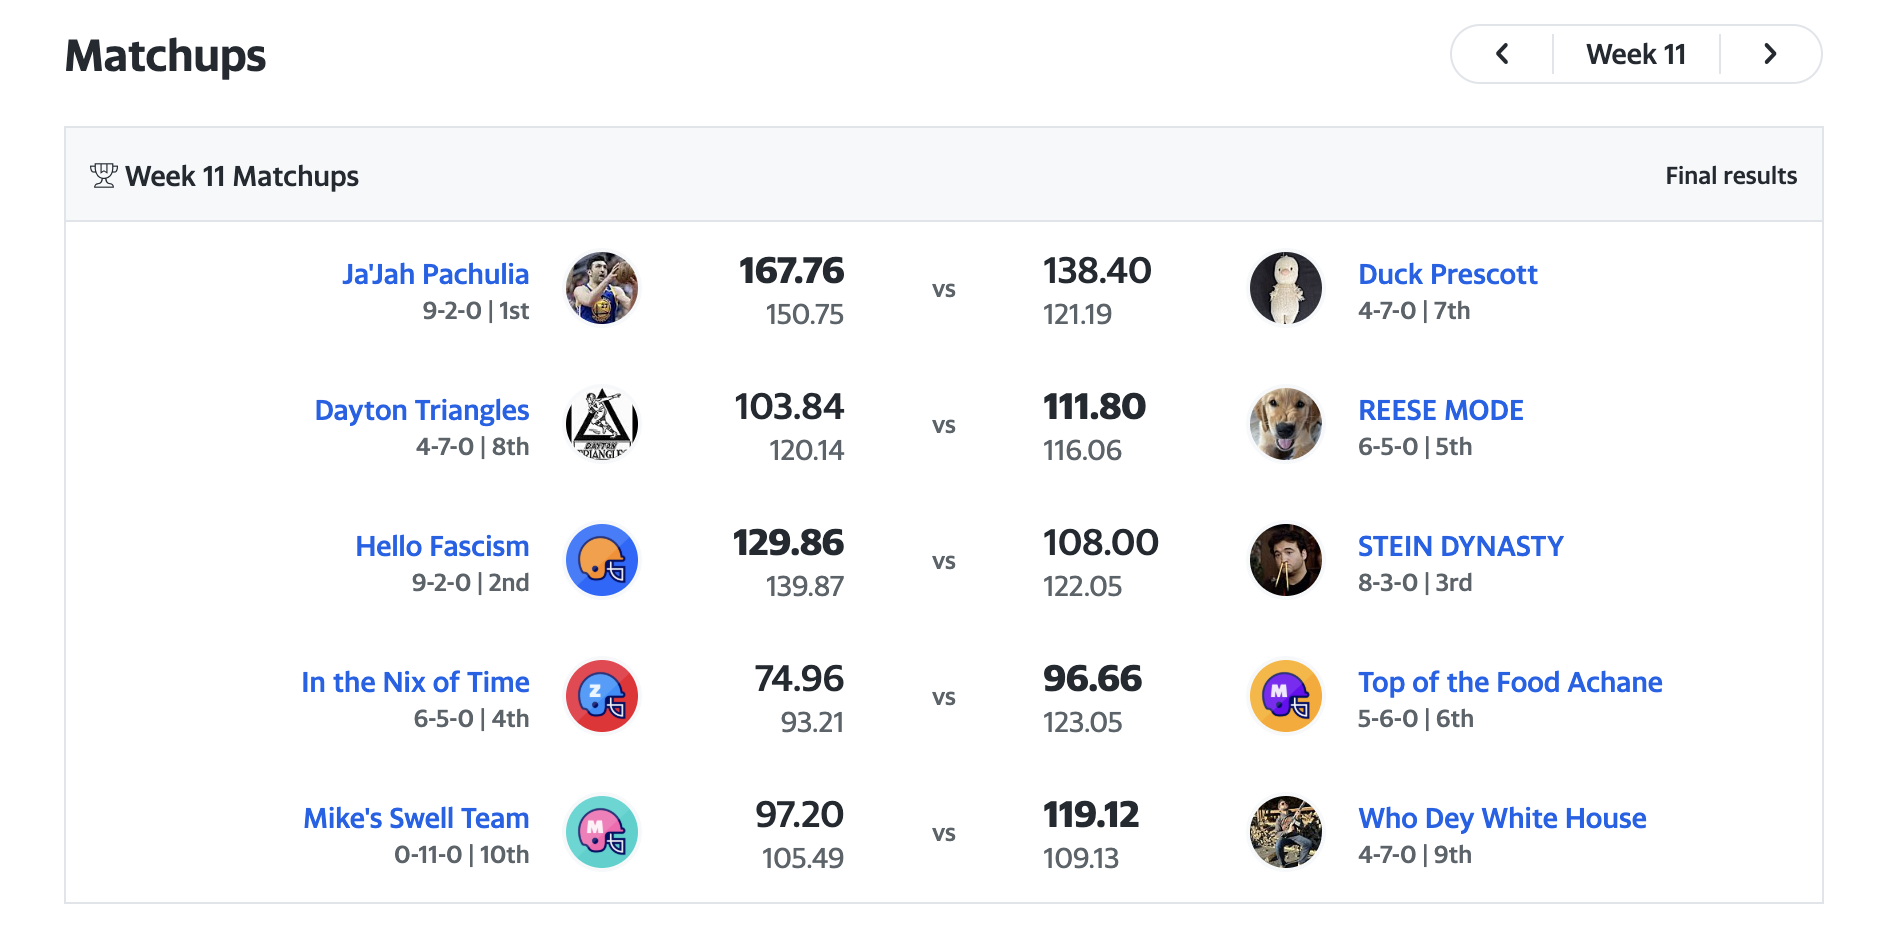 Matchups
Week 11
Week 11 Matchups
Final results
Ja'Jah Pachulia
9-2-0 | 1st
167.76
150.75
vs
138.40
121.19
Duck Prescott
4-7-0 | 7th
Dayton Triangles
4-7-0 | 8th
DAYTON
TRIANGLES
103.84
120.14
vs
111.80
116.06
REESE MODE
6-5-0 | 5th
Hello Fascism
9-2-0 | 2nd
129.86
139.87
vs
108.00
122.05
STEIN DYNASTY
8-3-0 | 3rd
In the Nix of Time
6-5-0 | 4th
Z
74.96
93.21
vs
96.66
123.05
M
Top of the Food Achane
5-6-0 | 6th
Mike's Swell Team
0-11-0 | 10th
M
97.20
105.49
vs
119.12
109.13
Who Dey White House
4-7-0 | 9th